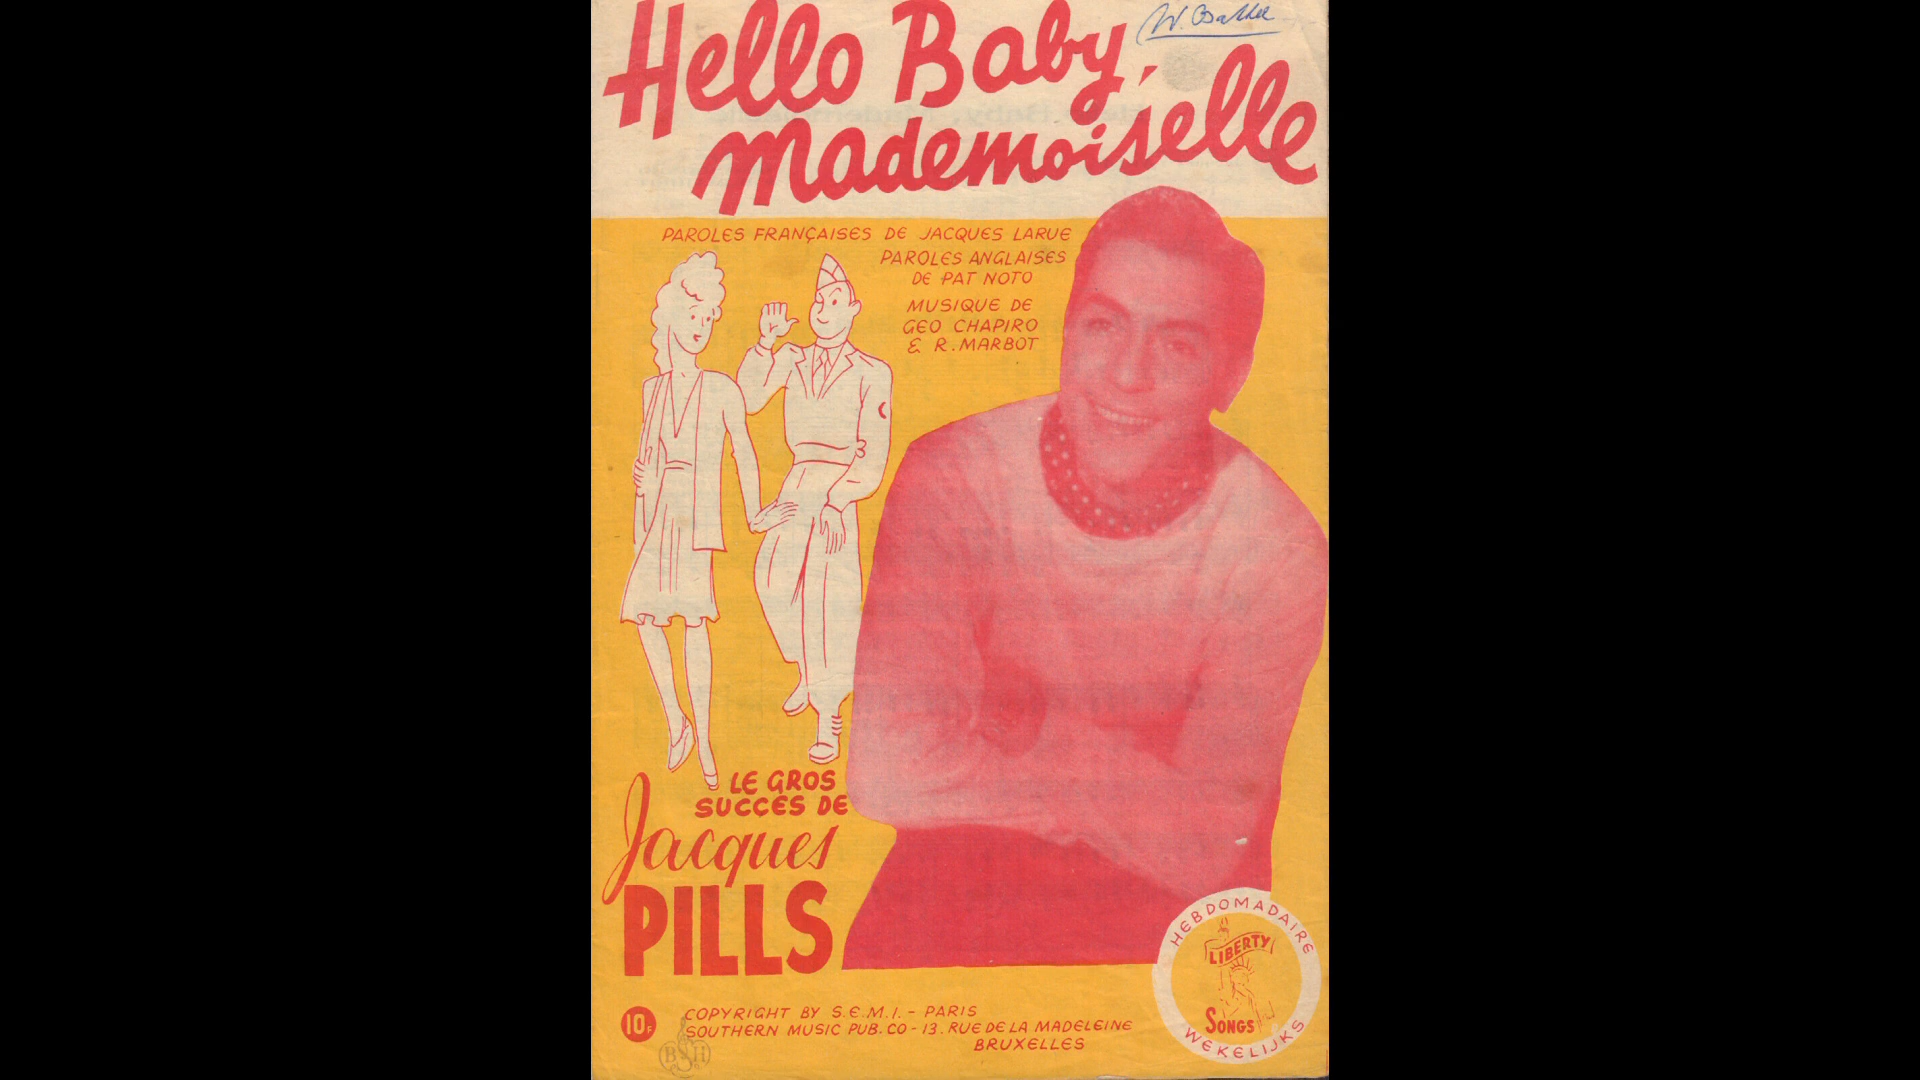 Hello Baby,
Mademoiselle
PAROLES FRANÇAISES DE JACQUES LARUE
PAROLES ANGLAISES
DE PAT NOTO
MUSIQUE DE
GEO CHAPIRO
& R. MARBOT
LE GROS
SUCCÈS DE
Jacques
PILLS
HEBDOMADAIRE
LIBERTY
SONGS
WEKELIJKS
10F
COPYRIGHT BY S.E.M.I. - PARIS
SOUTHERN MUSIC PUB. CO - 13. RUE DE LA MADELEINE
BRUXELLES
BSH